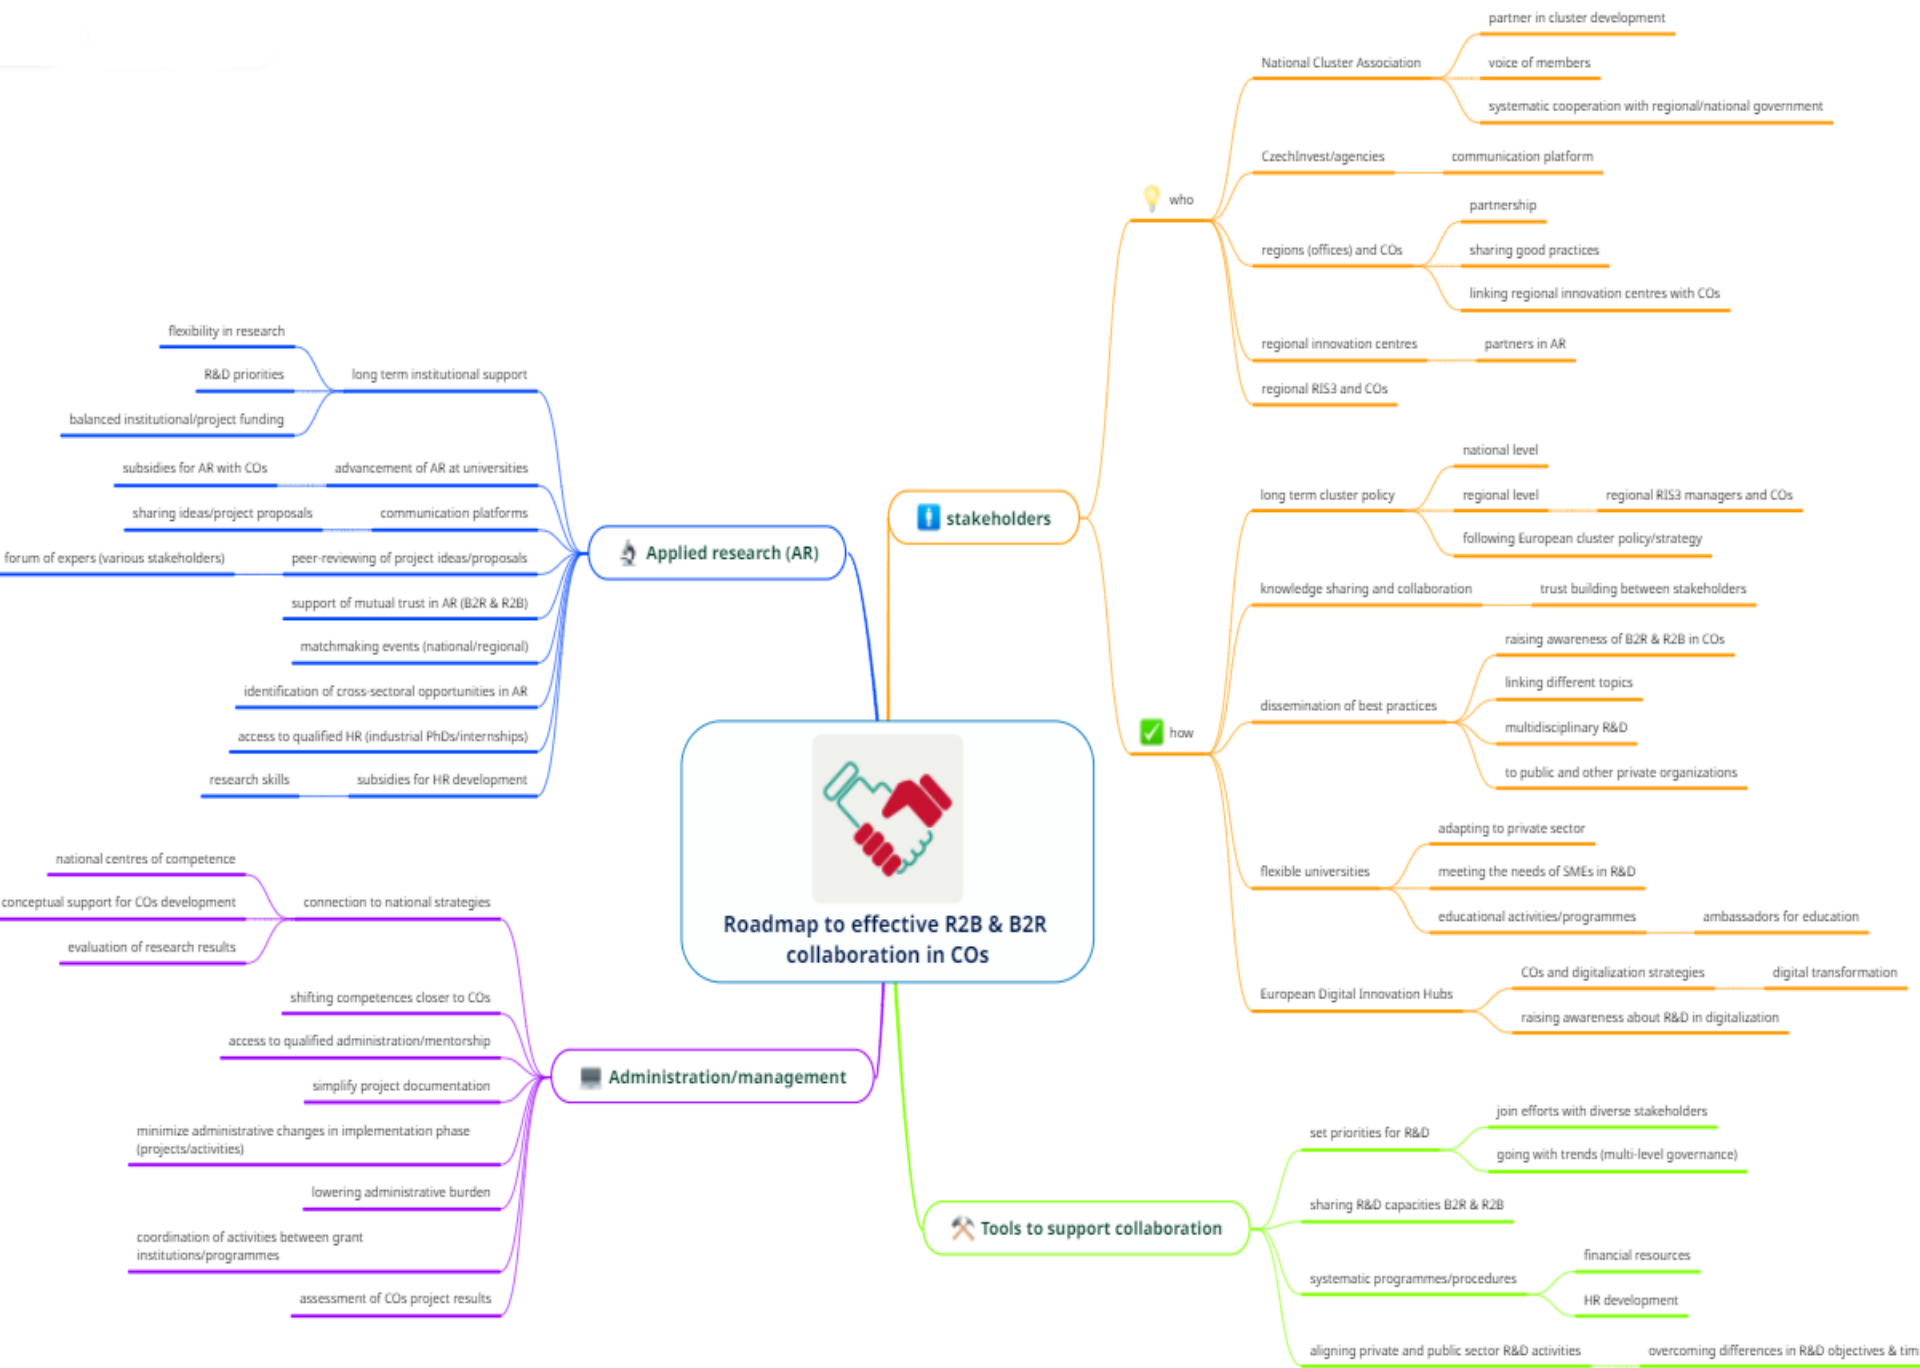 Roadmap to effective R2B & B2R
collaboration in COs
stakeholders
who
National Cluster Association
partner in cluster development
voice of members
systematic cooperation with regional/national government
CzechInvest/agencies
communication platform
regions (offices) and COs
partnership
sharing good practices
linking regional innovation centres with COs
regional innovation centres
partners in AR
regional RIS3 and COs
how
long term cluster policy
national level
regional level
regional RIS3 managers and COs
following European cluster policy/strategy
knowledge sharing and collaboration
trust building between stakeholders
dissemination of best practices
raising awareness of B2R & R2B in COs
linking different topics
multidisciplinary R&D
to public and other private organizations
flexible universities
adapting to private sector
meeting the needs of SMEs in R&D
educational activities/programmes
ambassadors for education
European Digital Innovation Hubs
COs and digitalization strategies
digital transformation
raising awareness about R&D in digitalization
Tools to support collaboration
set priorities for R&D
join efforts with diverse stakeholders
going with trends (multi-level governance)
sharing R&D capacities B2R & R2B
systematic programmes/procedures
financial resources
HR development
aligning private and public sector R&D activities
overcoming differences in R&D objectives & tim
Applied research (AR)
long term institutional support
flexibility in research
R&D priorities
balanced institutional/project funding
advancement of AR at universities
subsidies for AR with COs
communication platforms
sharing ideas/project proposals
peer-reviewing of project ideas/proposals
forum of expers (various stakeholders)
support of mutual trust in AR (B2R & R2B)
matchmaking events (national/regional)
identification of cross-sectoral opportunities in AR
access to qualified HR (industrial PhDs/internships)
subsidies for HR development
research skills
Administration/management
connection to national strategies
national centres of competence
conceptual support for COs development
evaluation of research results
shifting competences closer to COs
access to qualified administration/mentorship
simplify project documentation
minimize administrative changes in implementation phase
(projects/activities)
lowering administrative burden
coordination of activities between grant
institutions/programmes
assessment of COs project results